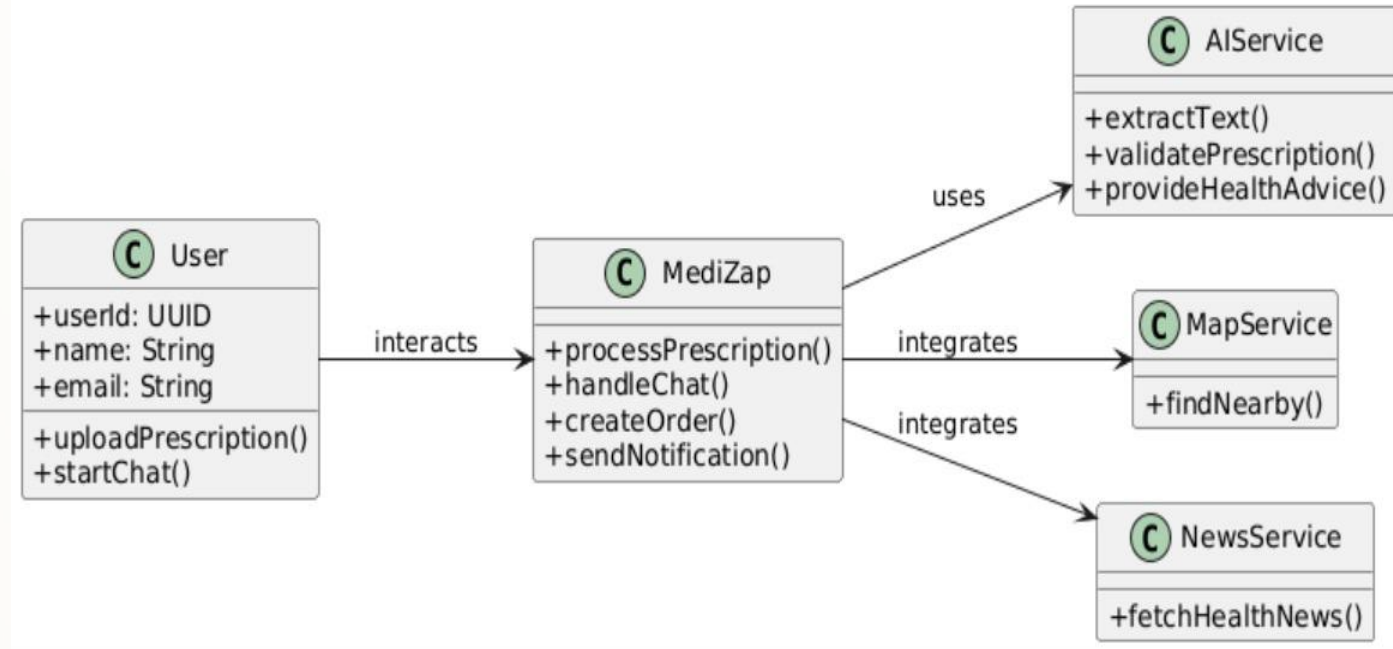 C User
+userId: UUID
+name: String
+email: String
+uploadPrescription()
+startChat()
interacts
C MediZap
+processPrescription()
+handleChat()
+createOrder()
+sendNotification()
uses
integrates
integrates
C AIService
+extractText()
+validatePrescription()
+provideHealthAdvice()
C MapService
+findNearby()
C NewsService
+fetchHealthNews()